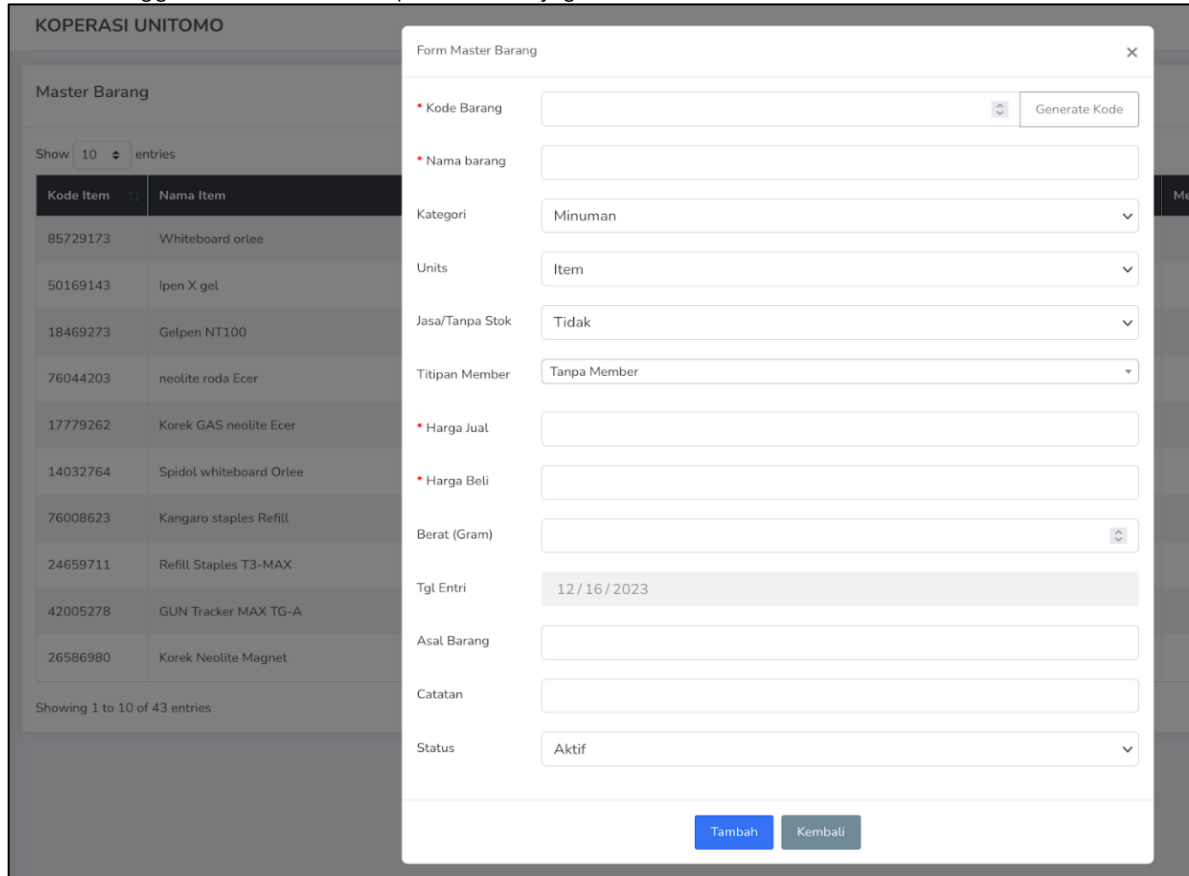 KOPERASI UNITOMO
Master Barang
Show 10 entries
Kode Item Nama Item Me
85729173 Whiteboard orlee
50169143 Ipen X gel
18469273 Gelpen NT100
76044203 neolite roda Ecer
17779262 Korek GAS neolite Ecer
14032764 Spidol whiteboard Orlee
76008623 Kangaro staples Refill
24659711 Refill Staples T3-MAX
42005278 GUN Tracker MAX TG-A
26586980 Korek Neolite Magnet
Showing 1 to 10 of 43 entries
Form Master Barang ×
* Kode Barang Generate Kode
* Nama barang
Kategori Minuman
Units Item
Jasa/Tanpa Stok Tidak
Titipan Member Tanpa Member
* Harga Jual
* Harga Beli
Berat (Gram)
Tgl Entri 12/16/2023
Asal Barang
Catatan
Status Aktif
Tambah Kembali